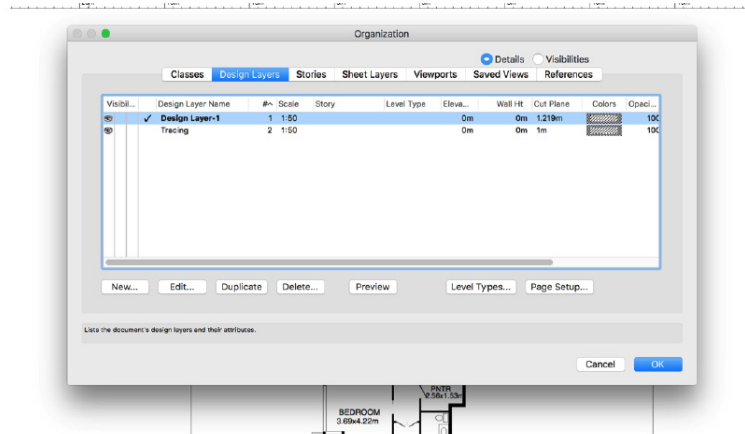 Organization
Details Visibilities
Classes Design Layers Stories Sheet Layers Viewports Saved Views References
Visibil... Design Layer Name # Scale Story Level Type Eleva... Wall Ht Cut Plane Colors Opaci...
✓ Design Layer-1 1 1:50 0m 0m 1.219m 100
Tracing 2 1:50 0m 0m 1m 100
New... Edit... Duplicate Delete... Preview Level Types... Page Setup...
Lists the document's design layers and their attributes.
Cancel OK
PNTR
2.56x1.53m
BEDROOM
3.69x4.22m